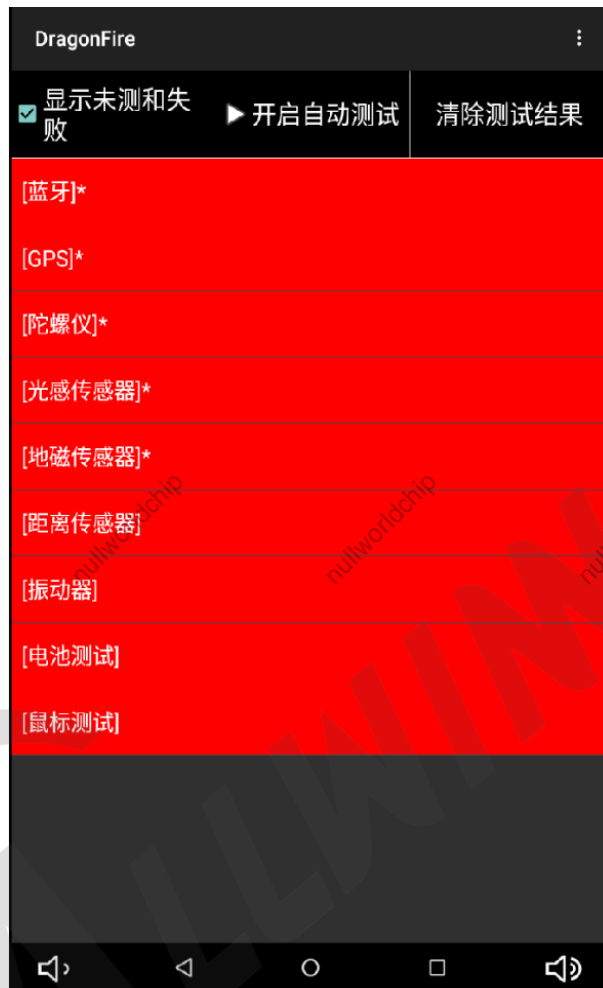 DragonFire
显示未测和失
败
开启自动测试
清除测试结果
[蓝牙]*
[GPS]*
[陀螺仪]*
[光感传感器]*
[地磁传感器]*
[距离传感器]
[振动器]
[电池测试]
[鼠标测试]
nullworldchip
nullworldchip
ALLWIN